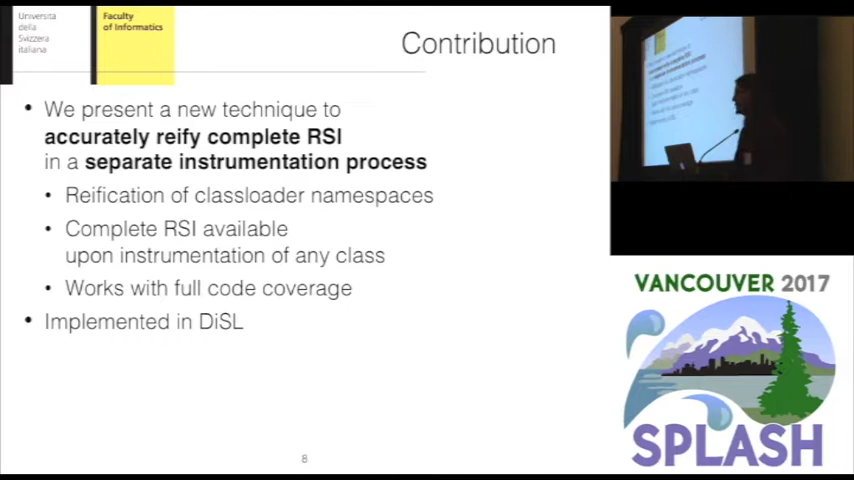 Università
della
Svizzera
italiana
Faculty
of Informatics
Contribution
• We present a new technique to
accurately reify complete RSI
in a separate instrumentation process
• Reification of classloader namespaces
• Complete RSI available
upon instrumentation of any class
• Works with full code coverage
• Implemented in DiSL
8
VANCOUVER 2017
SPLASH